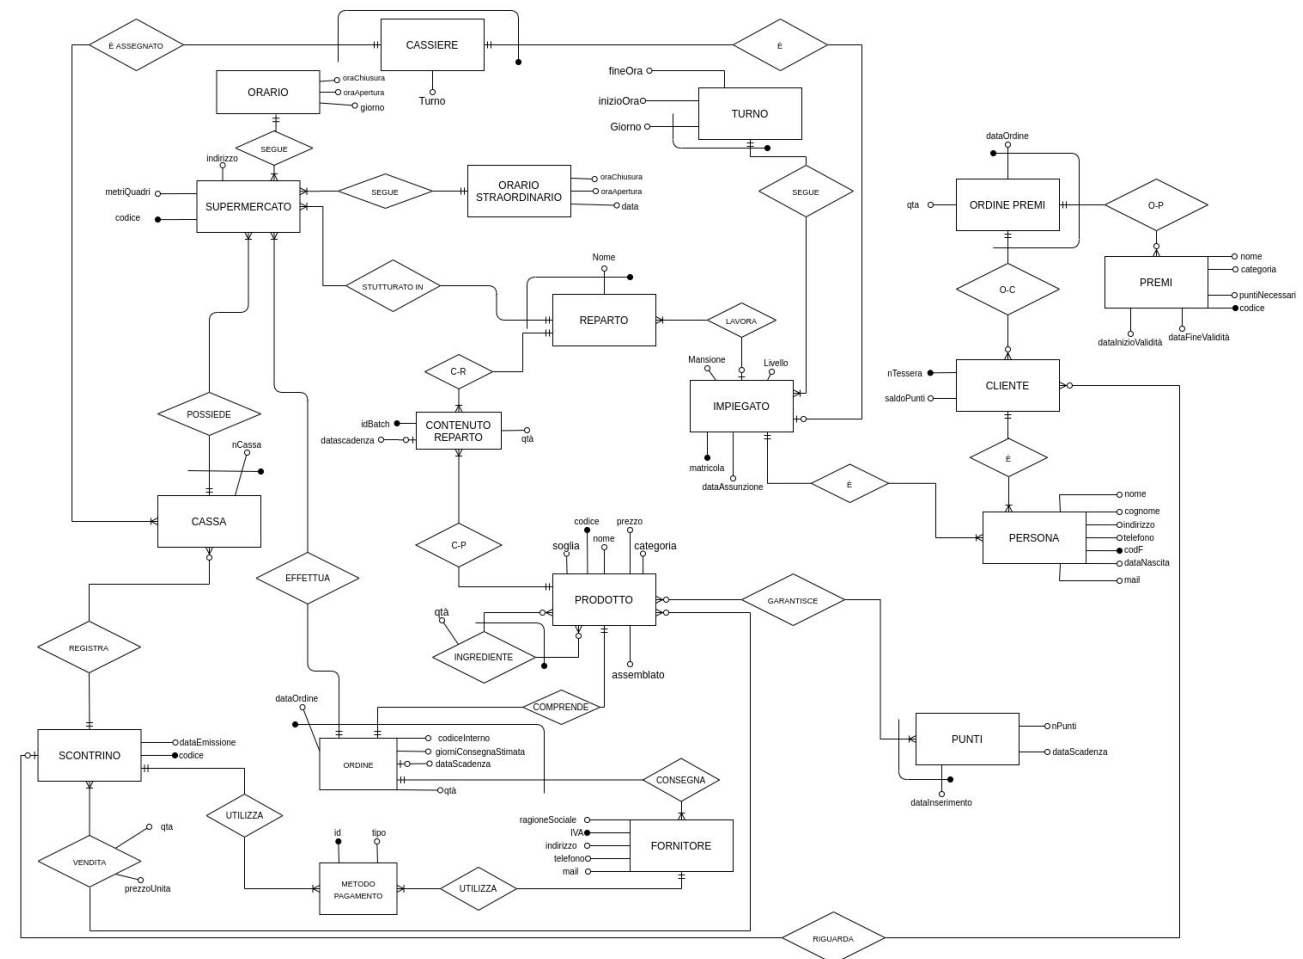 È ASSEGNATO
CASSIERE
È
Turno
ORARIO
oraChiusura
oraApertura
giorno
fineOra
inizioOra
Giorno
TURNO
SEGUE
indirizzo
metriQuadri
codice
SUPERMERCATO
SEGUE
ORARIO
STRAORDINARIO
oraChiusura
oraApertura
data
SEGUE
dataOrdine
qta
ORDINE PREMI
O-P
nome
categoria
PREMI
puntiNecessari
codice
dataInizioValidità
dataFineValidità
O-C
STUTTURATO IN
Nome
REPARTO
LAVORA
C-R
Mansione
Livello
IMPIEGATO
matricola
dataAssunzione
nTessera
saldoPunti
CLIENTE
POSSIEDE
idBatch
datascadenza
CONTENUTO
REPARTO
qtà
nCassa
CASSA
È
È
nome
cognome
indirizzo
telefono
codF
dataNascita
mail
PERSONA
C-P
EFFETTUA
codice
prezzo
soglia
nome
categoria
PRODOTTO
GARANTISCE
qtà
INGREDIENTE
assemblato
REGISTRA
COMPRENDE
dataOrdine
ORDINE
codiceInterno
giorniConsegnaStimata
dataScadenza
qtà
PUNTI
nPunti
dataScadenza
dataInserimento
SCONTRINO
dataEmissione
codice
CONSEGNA
UTILIZZA
ragioneSociale
IVA
indirizzo
telefono
mail
FORNITORE
qta
VENDITA
prezzoUnita
id
tipo
METODO
PAGAMENTO
UTILIZZA
RIGUARDA